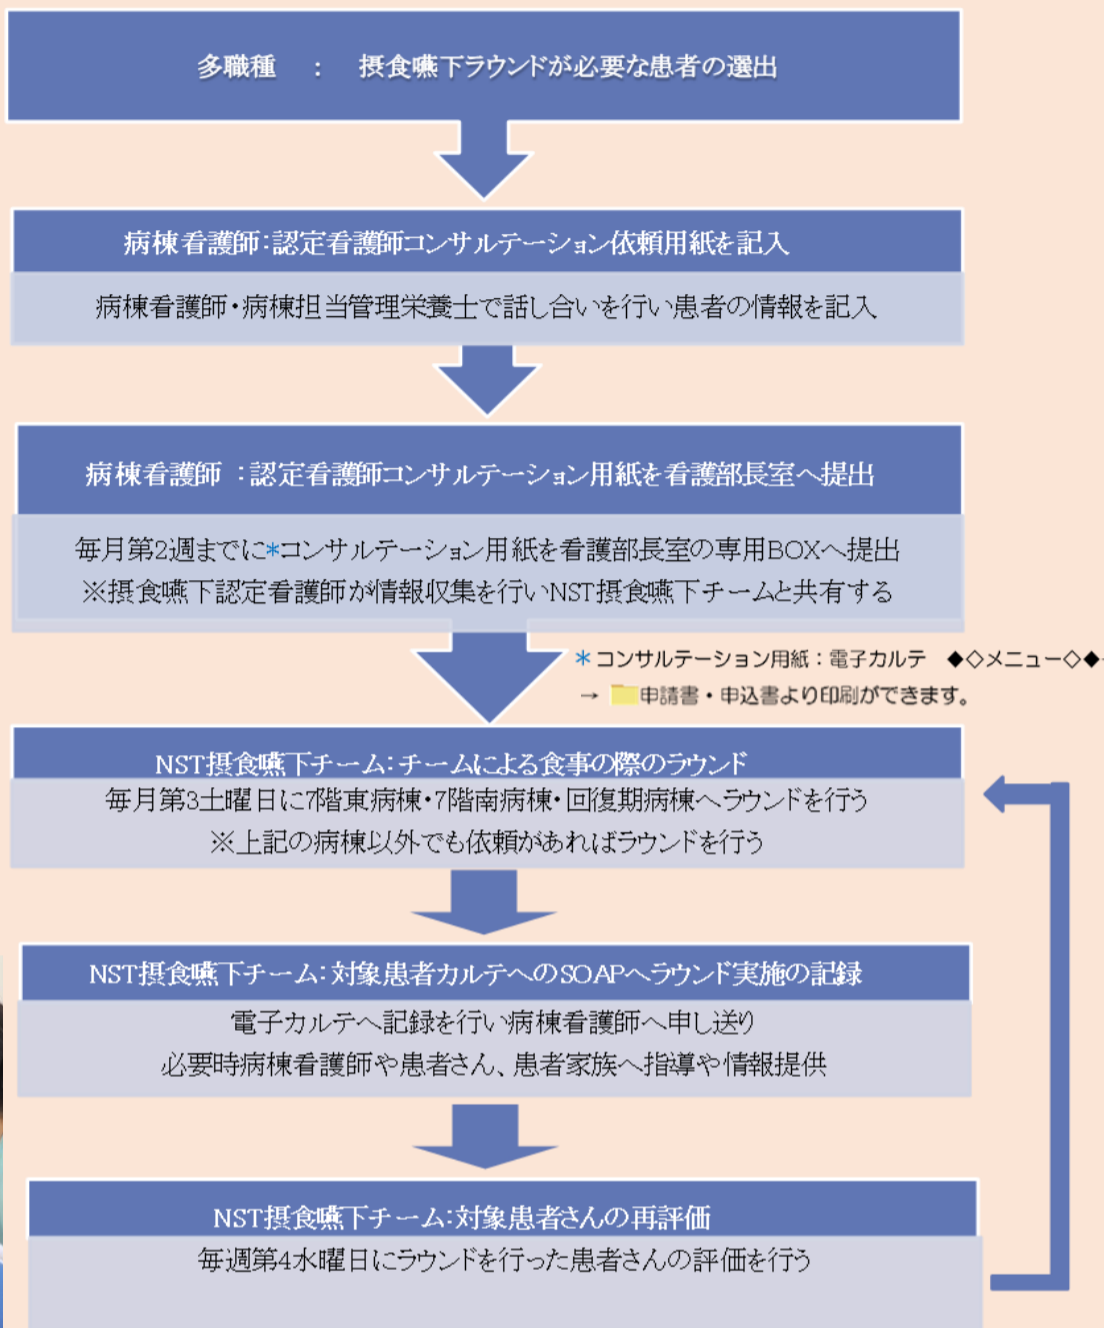 多職種 : 摂食嚥下ラウンドが必要な患者の選出
病棟看護師:認定看護師コンサルテーション依頼用紙を記入
病棟看護師・病棟担当管理栄養士で話し合いを行い患者の情報を記入
病棟看護師 :認定看護師コンサルテーション用紙を看護部長室へ提出
毎月第2週までに*コンサルテーション用紙を看護部長室の専用BOXへ提出
※摂食嚥下認定看護師が情報収集を行いNST摂食嚥下チームと共有する
*コンサルテーション用紙:電子カルテ ◆◇メニュー◇◆
→ 申請書・申込書より印刷ができます。
NST摂食嚥下チーム:チームによる食事の際のラウンド
毎月第3土曜日に7階東病棟・7階南病棟・回復期病棟へラウンドを行う
※上記の病棟以外でも依頼があればラウンドを行う
NST摂食嚥下チーム:対象患者カルテへのSOAPへラウンド実施の記録
電子カルテへ記録を行い病棟看護師へ申し送り
必要時病棟看護師や患者さん、患者家族へ指導や情報提供
NST摂食嚥下チーム:対象患者さんの再評価
毎週第4水曜日にラウンドを行った患者さんの評価を行う